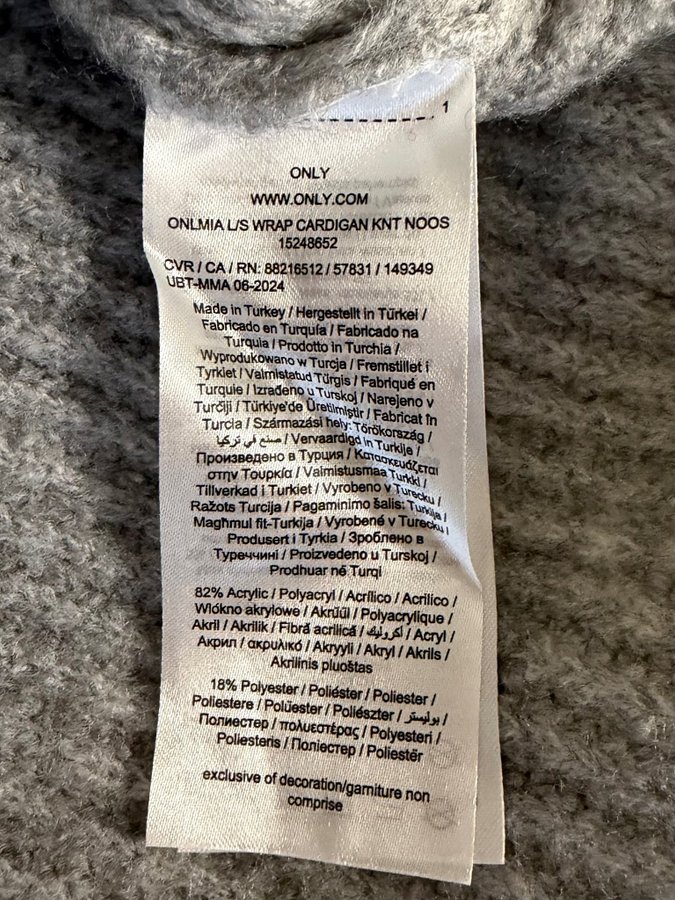 1
ONLY
WWW.ONLY.COM
ONLMIA L/S WRAP CARDIGAN KNT NOOS
15248652
CVR / CA / RN: 88216512 / 57831 / 149349
UBT-MMA 06-2024
Made in Turkey / Hergestellt in Türkei /
Fabricado en Turquía / Fabricado na
Turquia / Prodotto in Turchia /
Wyprodukowano w Turcja / Fremstillet i
Tyrkiet / Valmistatud Türgis / Fabriqué en
Turquie / Izrađeno u Turskoj / Narejeno v
Turčiji / Türkiye'de Üretilmiştir / Fabricat în
Turcia / Származási hely: Törökország /
صنع في تركيا / Vervaardigd in Turkije /
Произведено в Турция / Κατασκευάζεται
στην Τουρκία / Valmistusmaa Turkki /
Tillverkad i Turkiet / Vyrobeno v Turecku /
Ražots Turcija / Pagaminimo šalis: Turkija /
Magħmul fit-Turkija / Vyrobené v Turecku /
Produsert i Tyrkia / Зроблено в
Туреччині / Proizvedeno u Turskoj /
Prodhuar në Turqi
82% Acrylic / Polyacryl / Acrílico / Acrilico /
Włókno akrylowe / Akrüül / Polyacrylique /
Akril / Akrilik / Fibră acrilică / أكروليك / Acryl /
Акрил / ακρυλικό / Akryyli / Akryl / Akrils /
Akrilinis pluoštas
18% Polyester / Poliéster / Poliester /
Poliestere / Polüester / Poliészter / بوليستر /
Полиестер / πολυεστέρας / Polyesteri /
Poliesteris / Поліестер / Poliestër
exclusive of decoration/garniture non
comprise